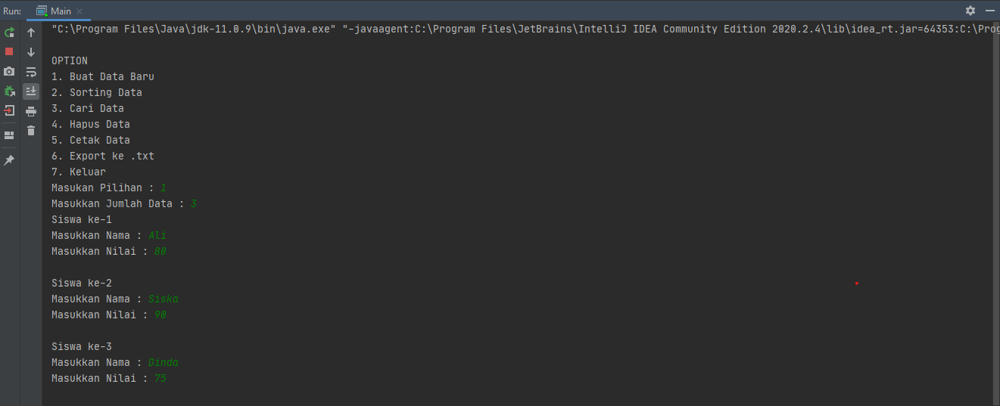 Run: Main
"C:\Program Files\Java\jdk-11.0.9\bin\java.exe" "-javaagent:C:\Program Files\JetBrains\IntelliJ IDEA Community Edition 2020.2.4\lib\idea_rt.jar=64353:C:\Prog
OPTION
1. Buat Data Baru
2. Sorting Data
3. Cari Data
4. Hapus Data
5. Cetak Data
6. Export ke .txt
7. Keluar
Masukan Pilihan : 1
Masukkan Jumlah Data : 3
Siswa ke-1
Masukkan Nama : Ali
Masukkan Nilai : 80
Siswa ke-2
Masukkan Nama : Siska
Masukkan Nilai : 90
Siswa ke-3
Masukkan Nama : Dinda
Masukkan Nilai : 75